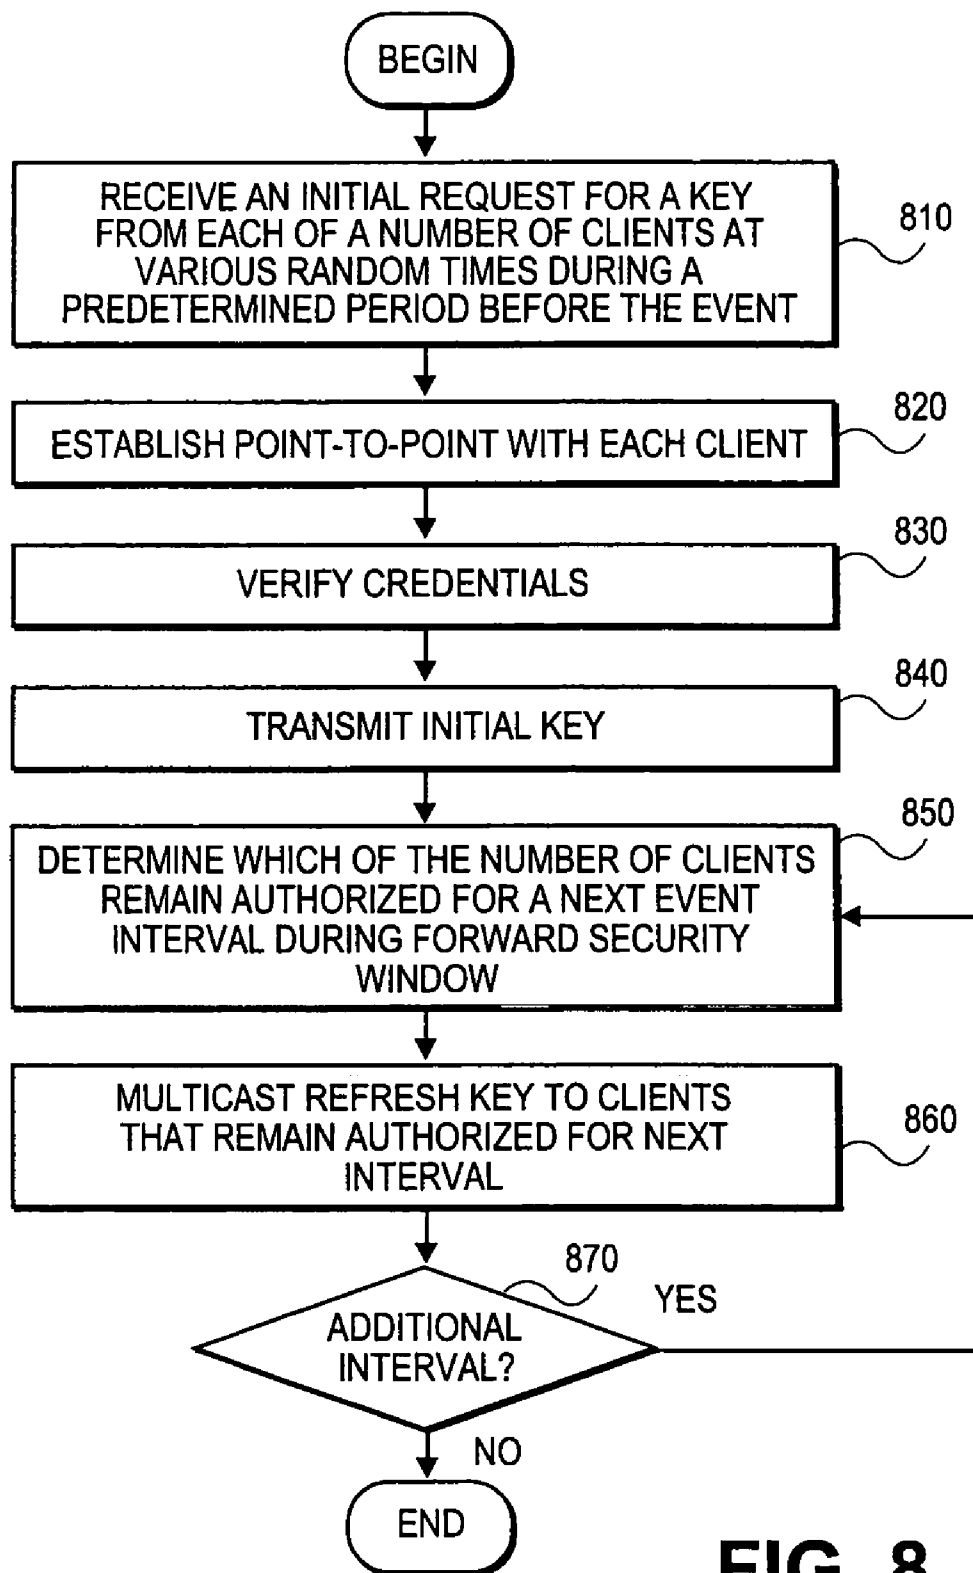 BEGIN
RECEIVE AN INITIAL REQUEST FOR A KEY
FROM EACH OF A NUMBER OF CLIENTS AT
VARIOUS RANDOM TIMES DURING A
PREDETERMINED PERIOD BEFORE THE EVENT
810
ESTABLISH POINT-TO-POINT WITH EACH CLIENT
820
VERIFY CREDENTIALS
830
TRANSMIT INITIAL KEY
840
DETERMINE WHICH OF THE NUMBER OF CLIENTS
REMAIN AUTHORIZED FOR A NEXT EVENT
INTERVAL DURING FORWARD SECURITY
WINDOW
850
MULTICAST REFRESH KEY TO CLIENTS
THAT REMAIN AUTHORIZED FOR NEXT
INTERVAL
860
870
ADDITIONAL
INTERVAL?
YES
NO
END
FIG. 8